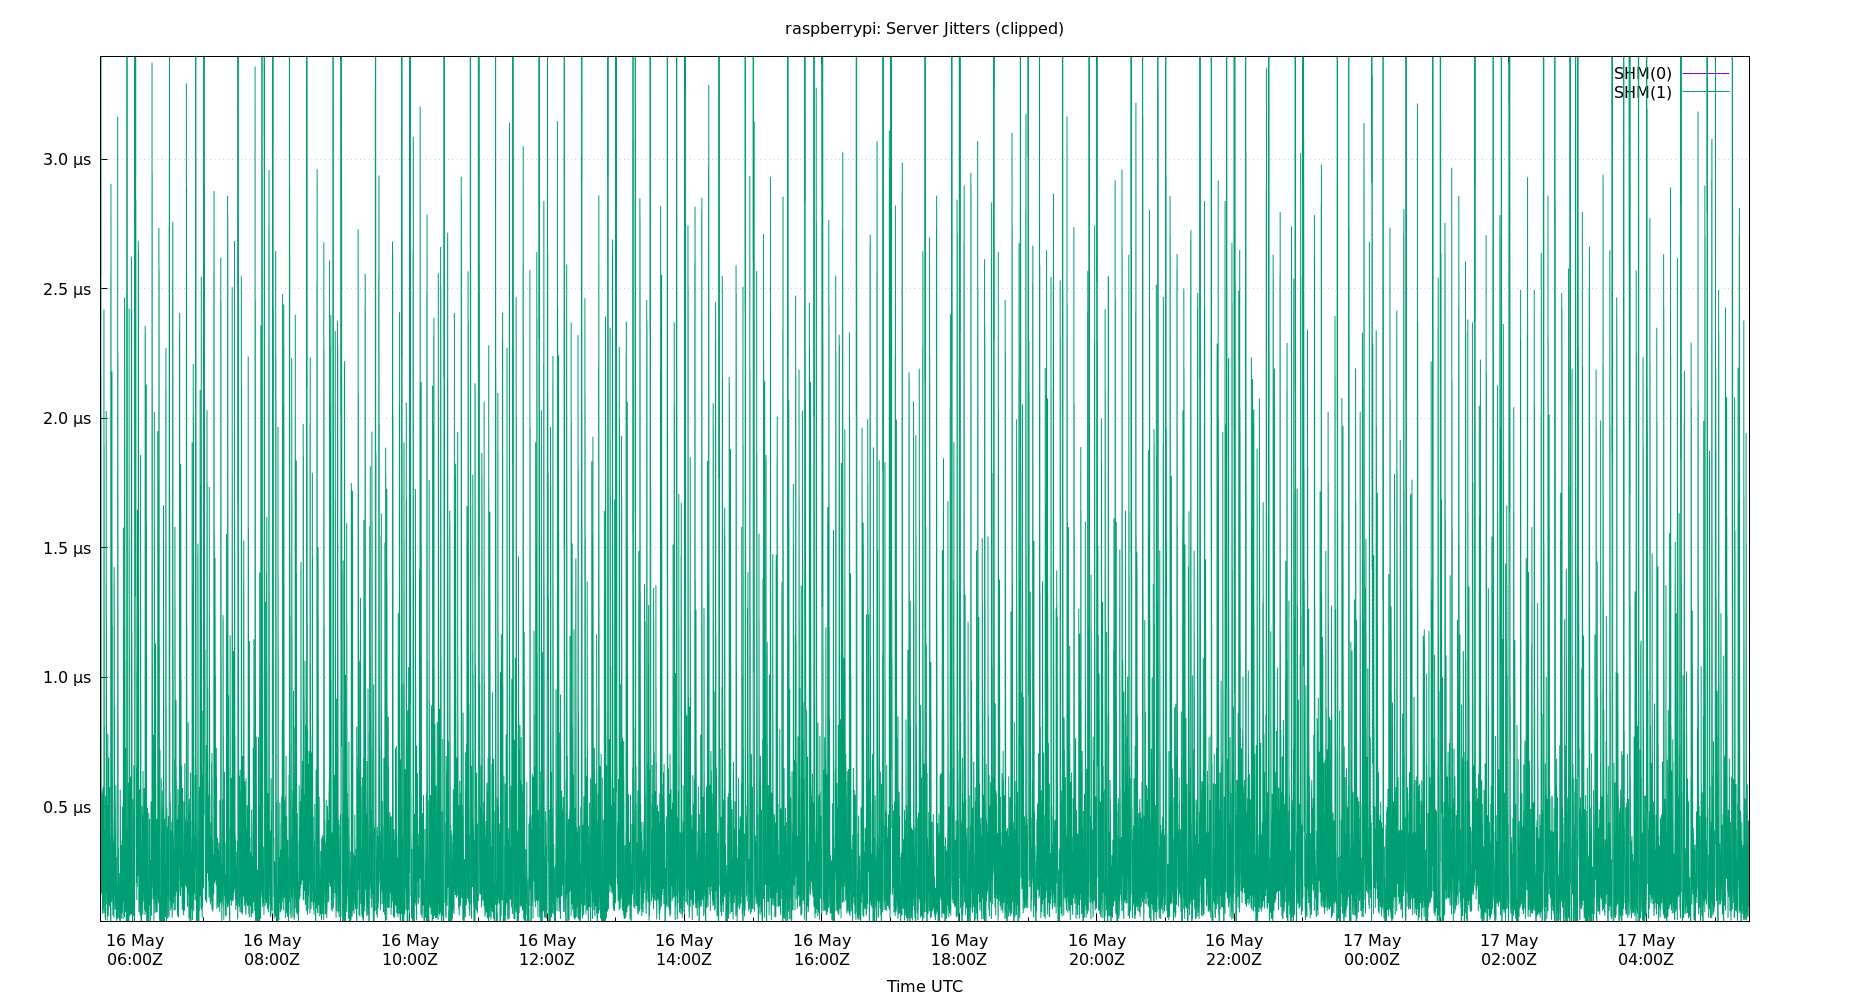 raspberrypi: Server Jitters (clipped)
SHM(0)
SHM(1)
3.0 µs
2.5 µs
2.0 µs
1.5 µs
1.0 µs
0.5 µs
16 May 16 May 16 May 16 May 16 May 16 May 16 May 16 May 16 May 17 May 17 May 17 May
06:00Z 08:00Z 10:00Z 12:00Z 14:00Z 16:00Z 18:00Z 20:00Z 22:00Z 00:00Z 02:00Z 04:00Z
Time UTC